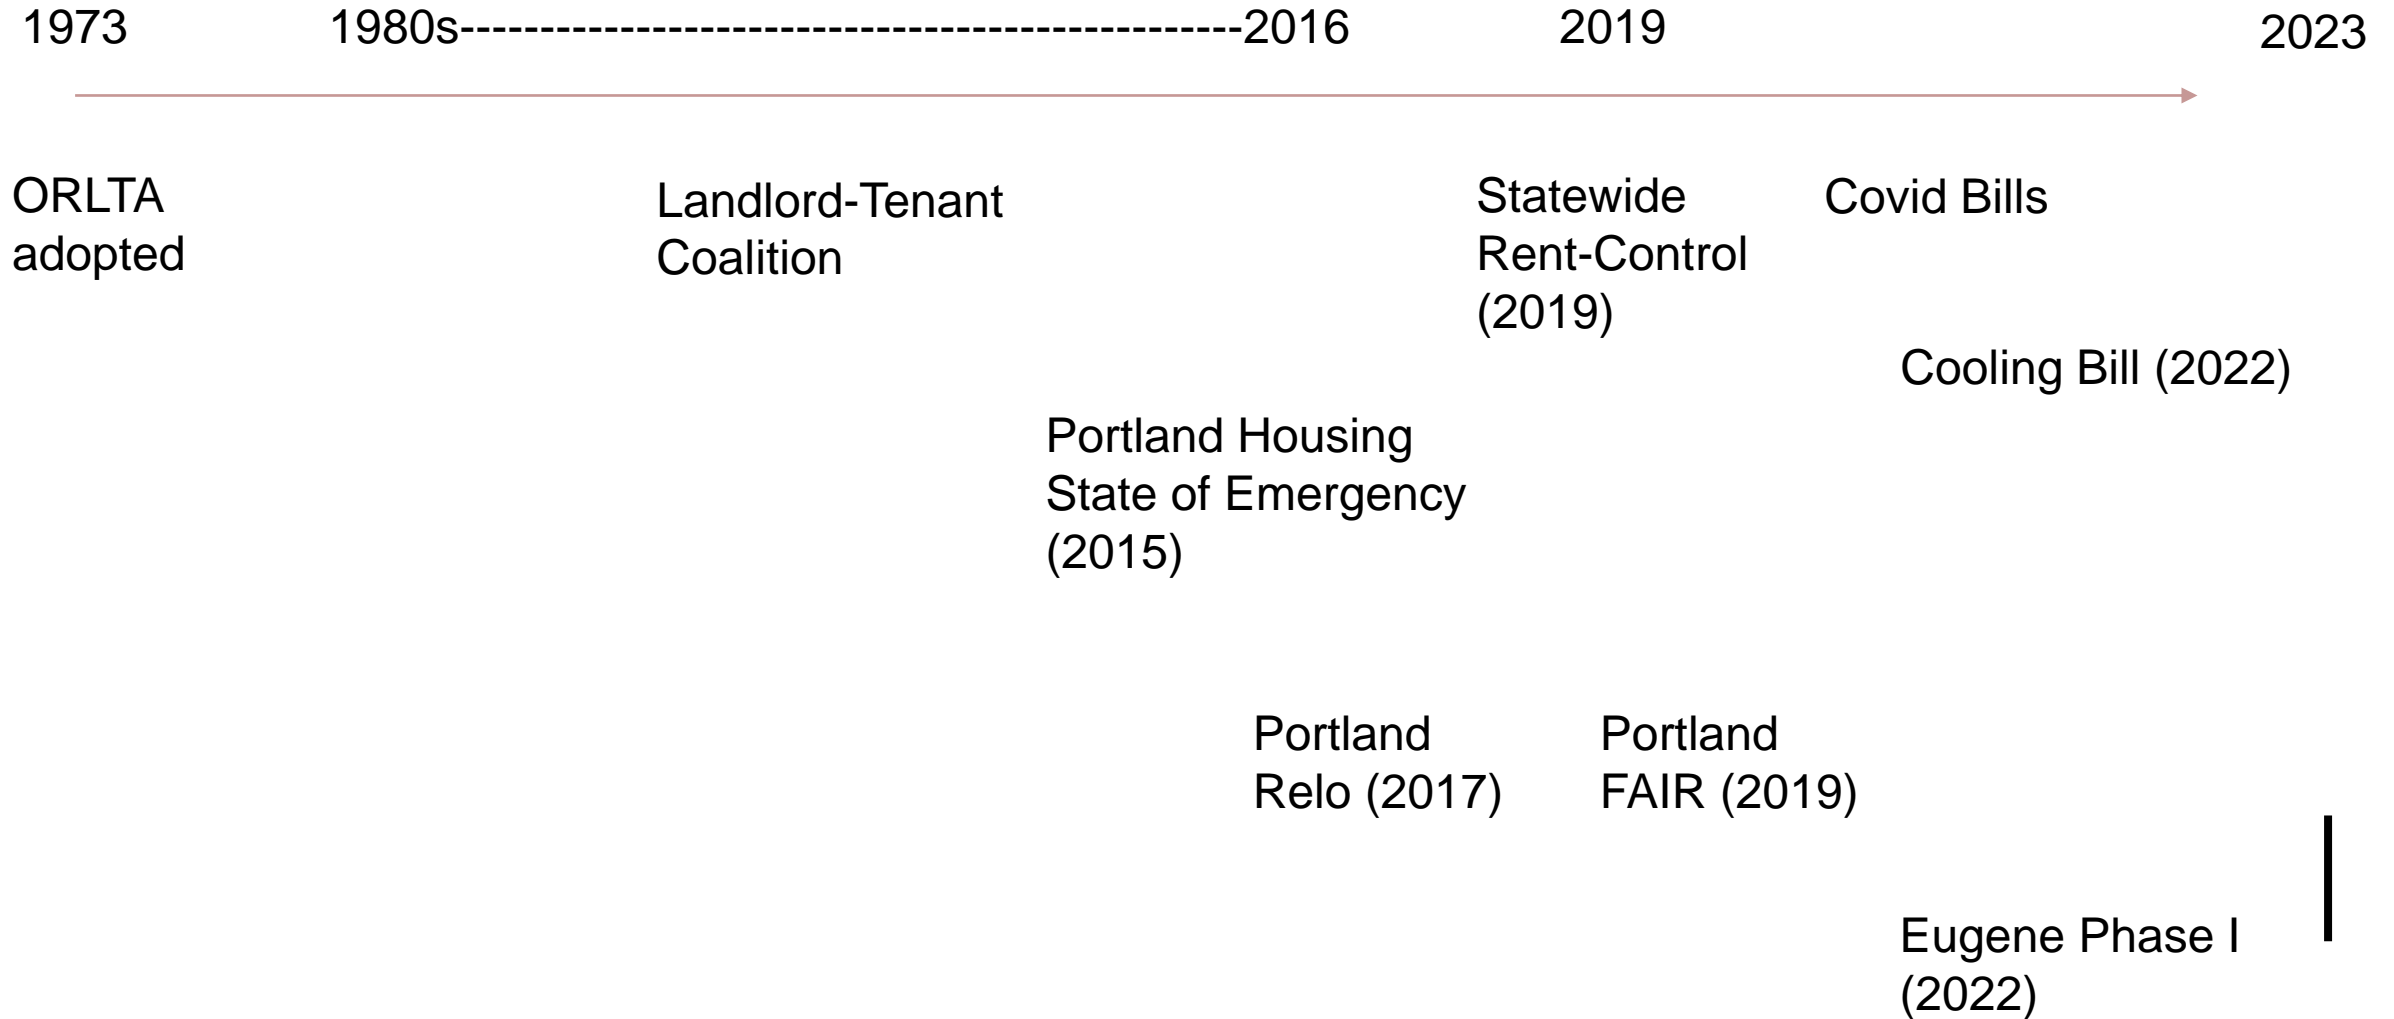 1973
1980s-------------------------------------------------2016
2019
2023
ORLTA
adopted
Landlord-Tenant
Coalition
Statewide
Rent-Control
(2019)
Covid Bills
Cooling Bill (2022)
Portland Housing
State of Emergency
(2015)
Portland
Relo (2017)
Portland
FAIR (2019)
Eugene Phase I
(2022)